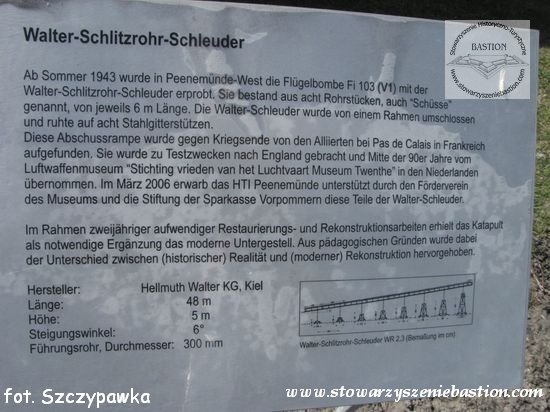 Walter-Schlitzrohr-Schleuder
Stowarzyszenie Historyczno-Turystyczne
BASTION
www.stowarzyszeniebastion.com
Ab Sommer 1943 wurde in Peenemünde-West die Flügelbombe Fi 103 (V1) mit der
Walter-Schlitzrohr-Schleuder erprobt. Sie bestand aus acht Rohrstücken, auch "Schüsse"
genannt, von jeweils 6 m Länge. Die Walter-Schleuder wurde von einem Rahmen umschlossen
und ruhte auf acht Stahlgitterstützen.
Diese Abschussrampe wurde gegen Kriegsende von den Alliierten bei Pas de Calais in Frankreich
aufgefunden. Sie wurde zu Testzwecken nach England gebracht und Mitte der 90er Jahre vom
Luftwaffenmuseum "Stichting vrieden van het Luchtvaart Museum Twenthe" in den Niederlanden
übernommen. Im März 2006 erwarb das HTI Peenemünde unterstützt durch den Förderverein
des Museums und die Stiftung der Sparkasse Vorpommern diese Teile der Walter-Schleuder.
Im Rahmen zweijähriger aufwendiger Restaurierungs- und Rekonstruktionsarbeiten erhielt das Katapult
als notwendige Ergänzung das moderne Untergestell. Aus pädagogischen Gründen wurde dabei
der Unterschied zwischen (historischer) Realität und (moderner) Rekonstruktion hervorgehoben.
Hersteller: Hellmuth Walter KG, Kiel
Länge: 48 m
Höhe: 5 m
Steigungswinkel: 6°
Führungsrohr, Durchmesser: 300 mm
Walter-Schlitzrohr-Schleuder WR 2,3 (Bemaßung im cm)
fot. Szczypawka
www.stowarzyszeniebastion.com